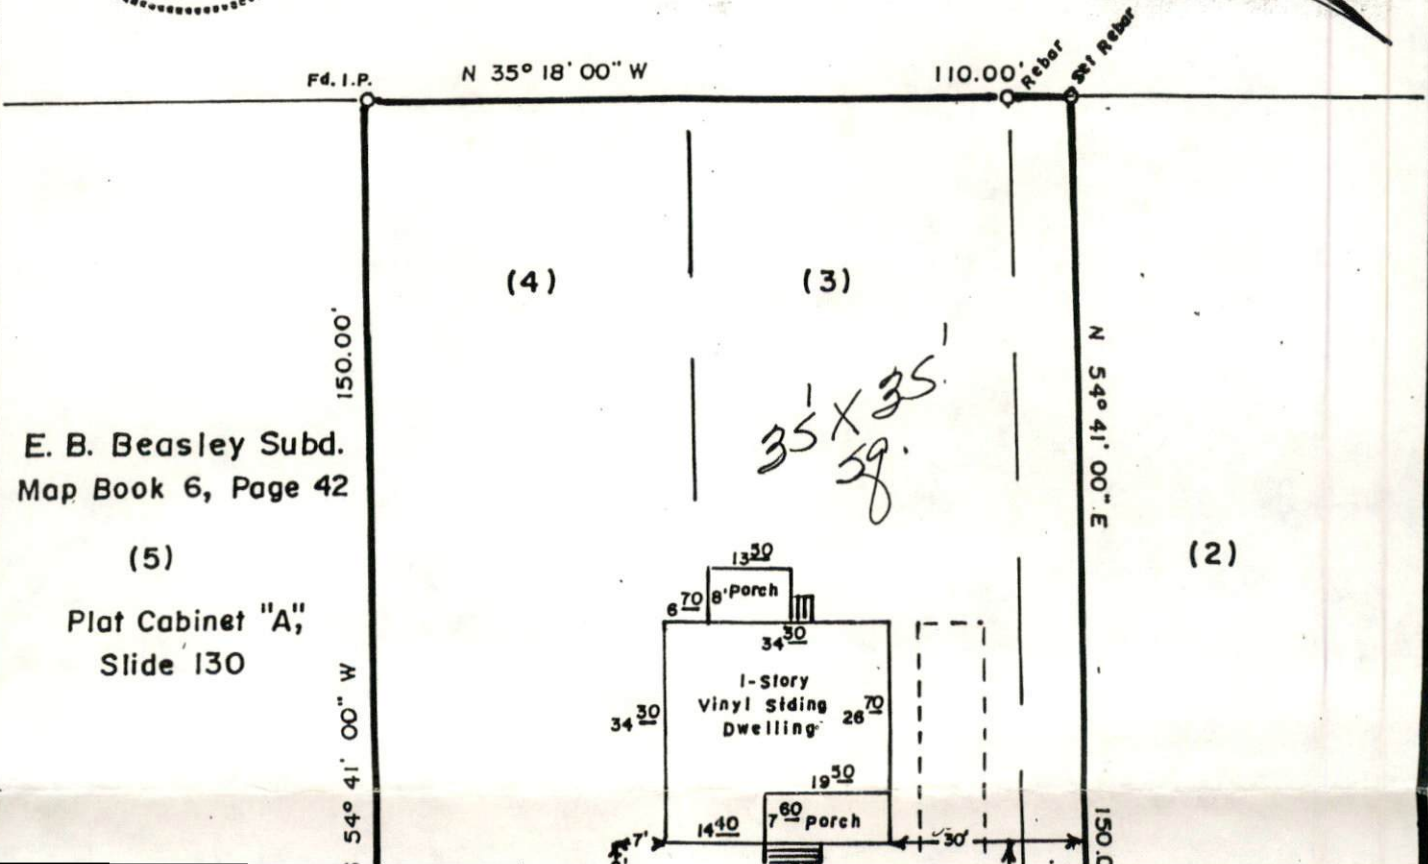 Fd. I.P.
N 35° 18' 00" W
110.00'
Rebar
Set Rebar
(4)
(3)
150.00'
35' X 35'
sq.
N 54° 41' 00" E
E. B. Beasley Subd.
Map Book 6, Page 42
(5)
Plat Cabinet "A",
Slide 130
(2)
13 50
6 70
8' Porch
34 30
1-Story
Vinyl Siding
Dwelling
34 30
26 70
54° 41' 00" W
19 50
7 60 Porch
14 40
7'
30'
150.0